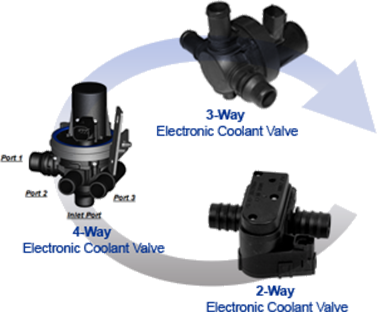 3-Way
Electronic Coolant Valve
Port 1
Port 2
Port 3
Inlet Port
4-Way
Electronic Coolant Valve
2-Way
Electronic Coolant Valve